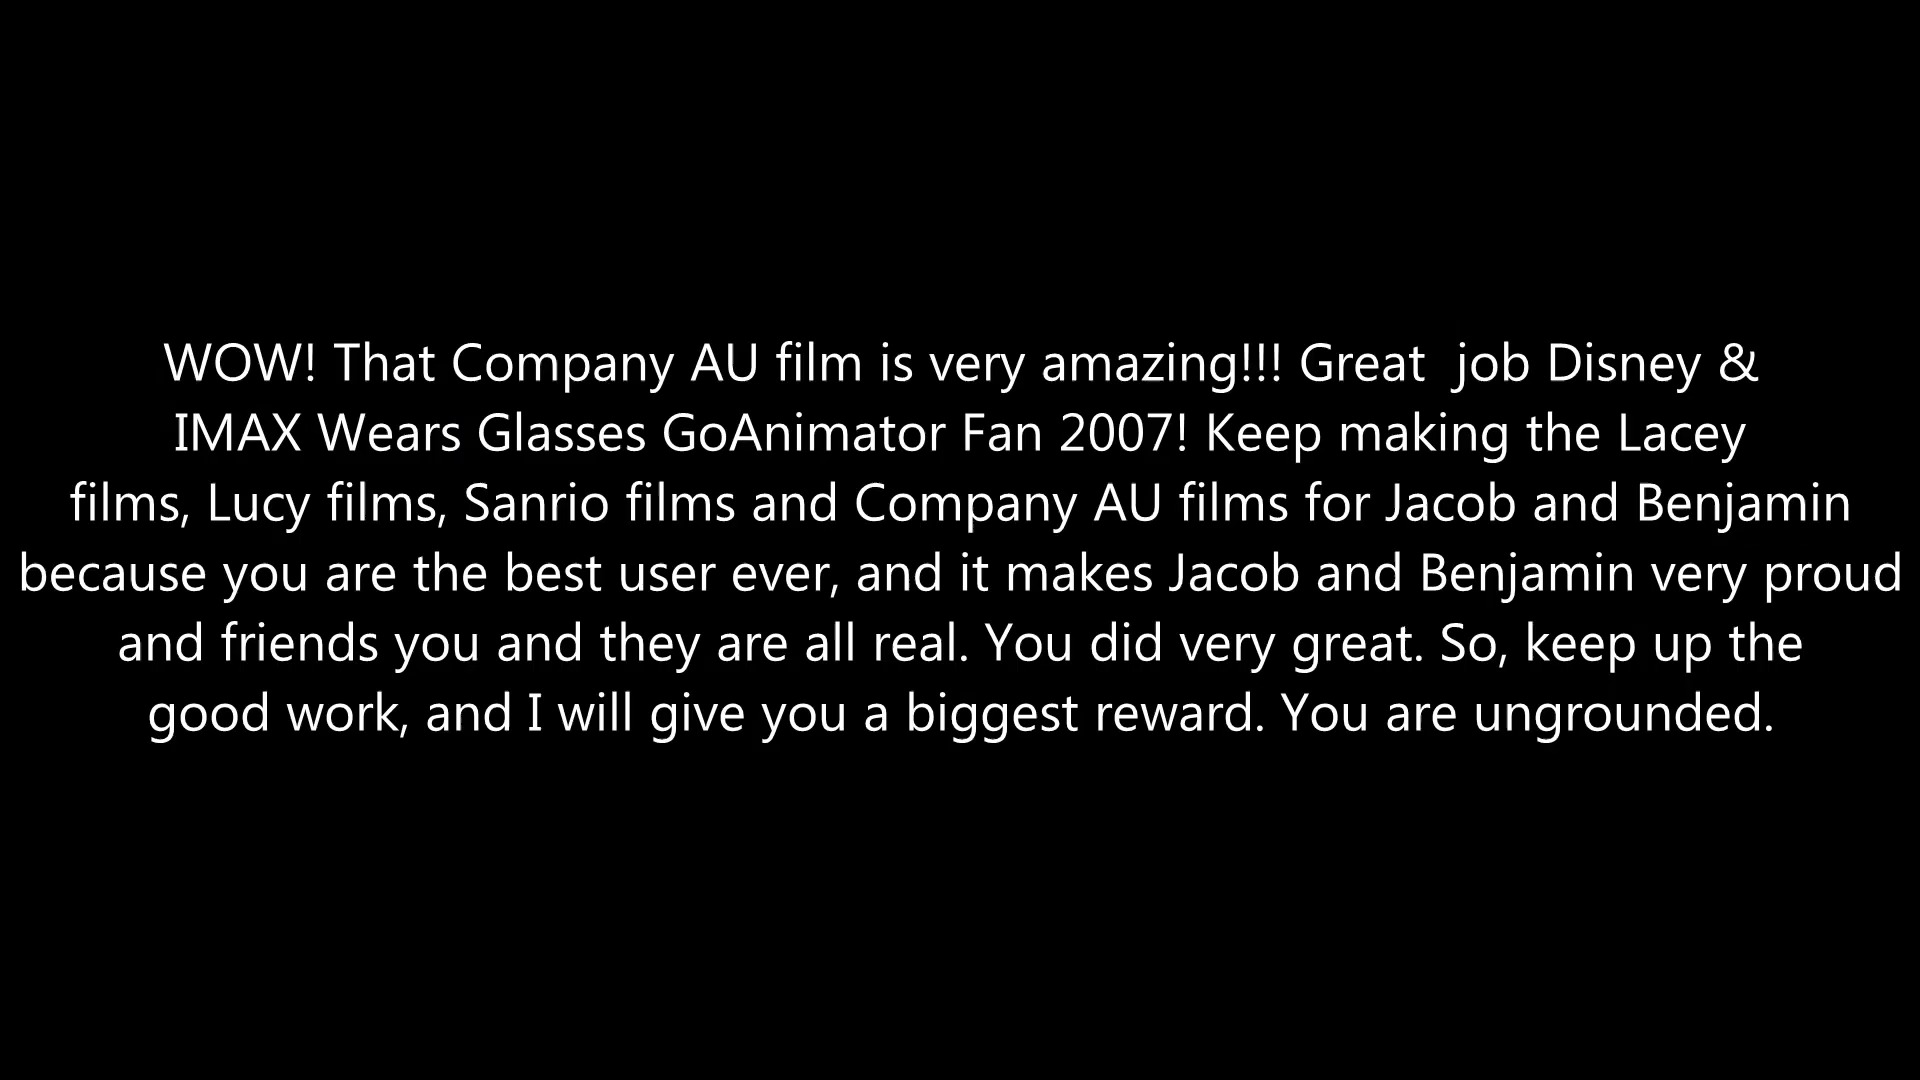 WOW! That Company AU film is very amazing!!! Great  job Disney &
IMAX Wears Glasses GoAnimator Fan 2007! Keep making the Lacey
films, Lucy films, Sanrio films and Company AU films for Jacob and Benjamin
because you are the best user ever, and it makes Jacob and Benjamin very proud
and friends you and they are all real. You did very great. So, keep up the
good work, and I will give you a biggest reward. You are ungrounded.